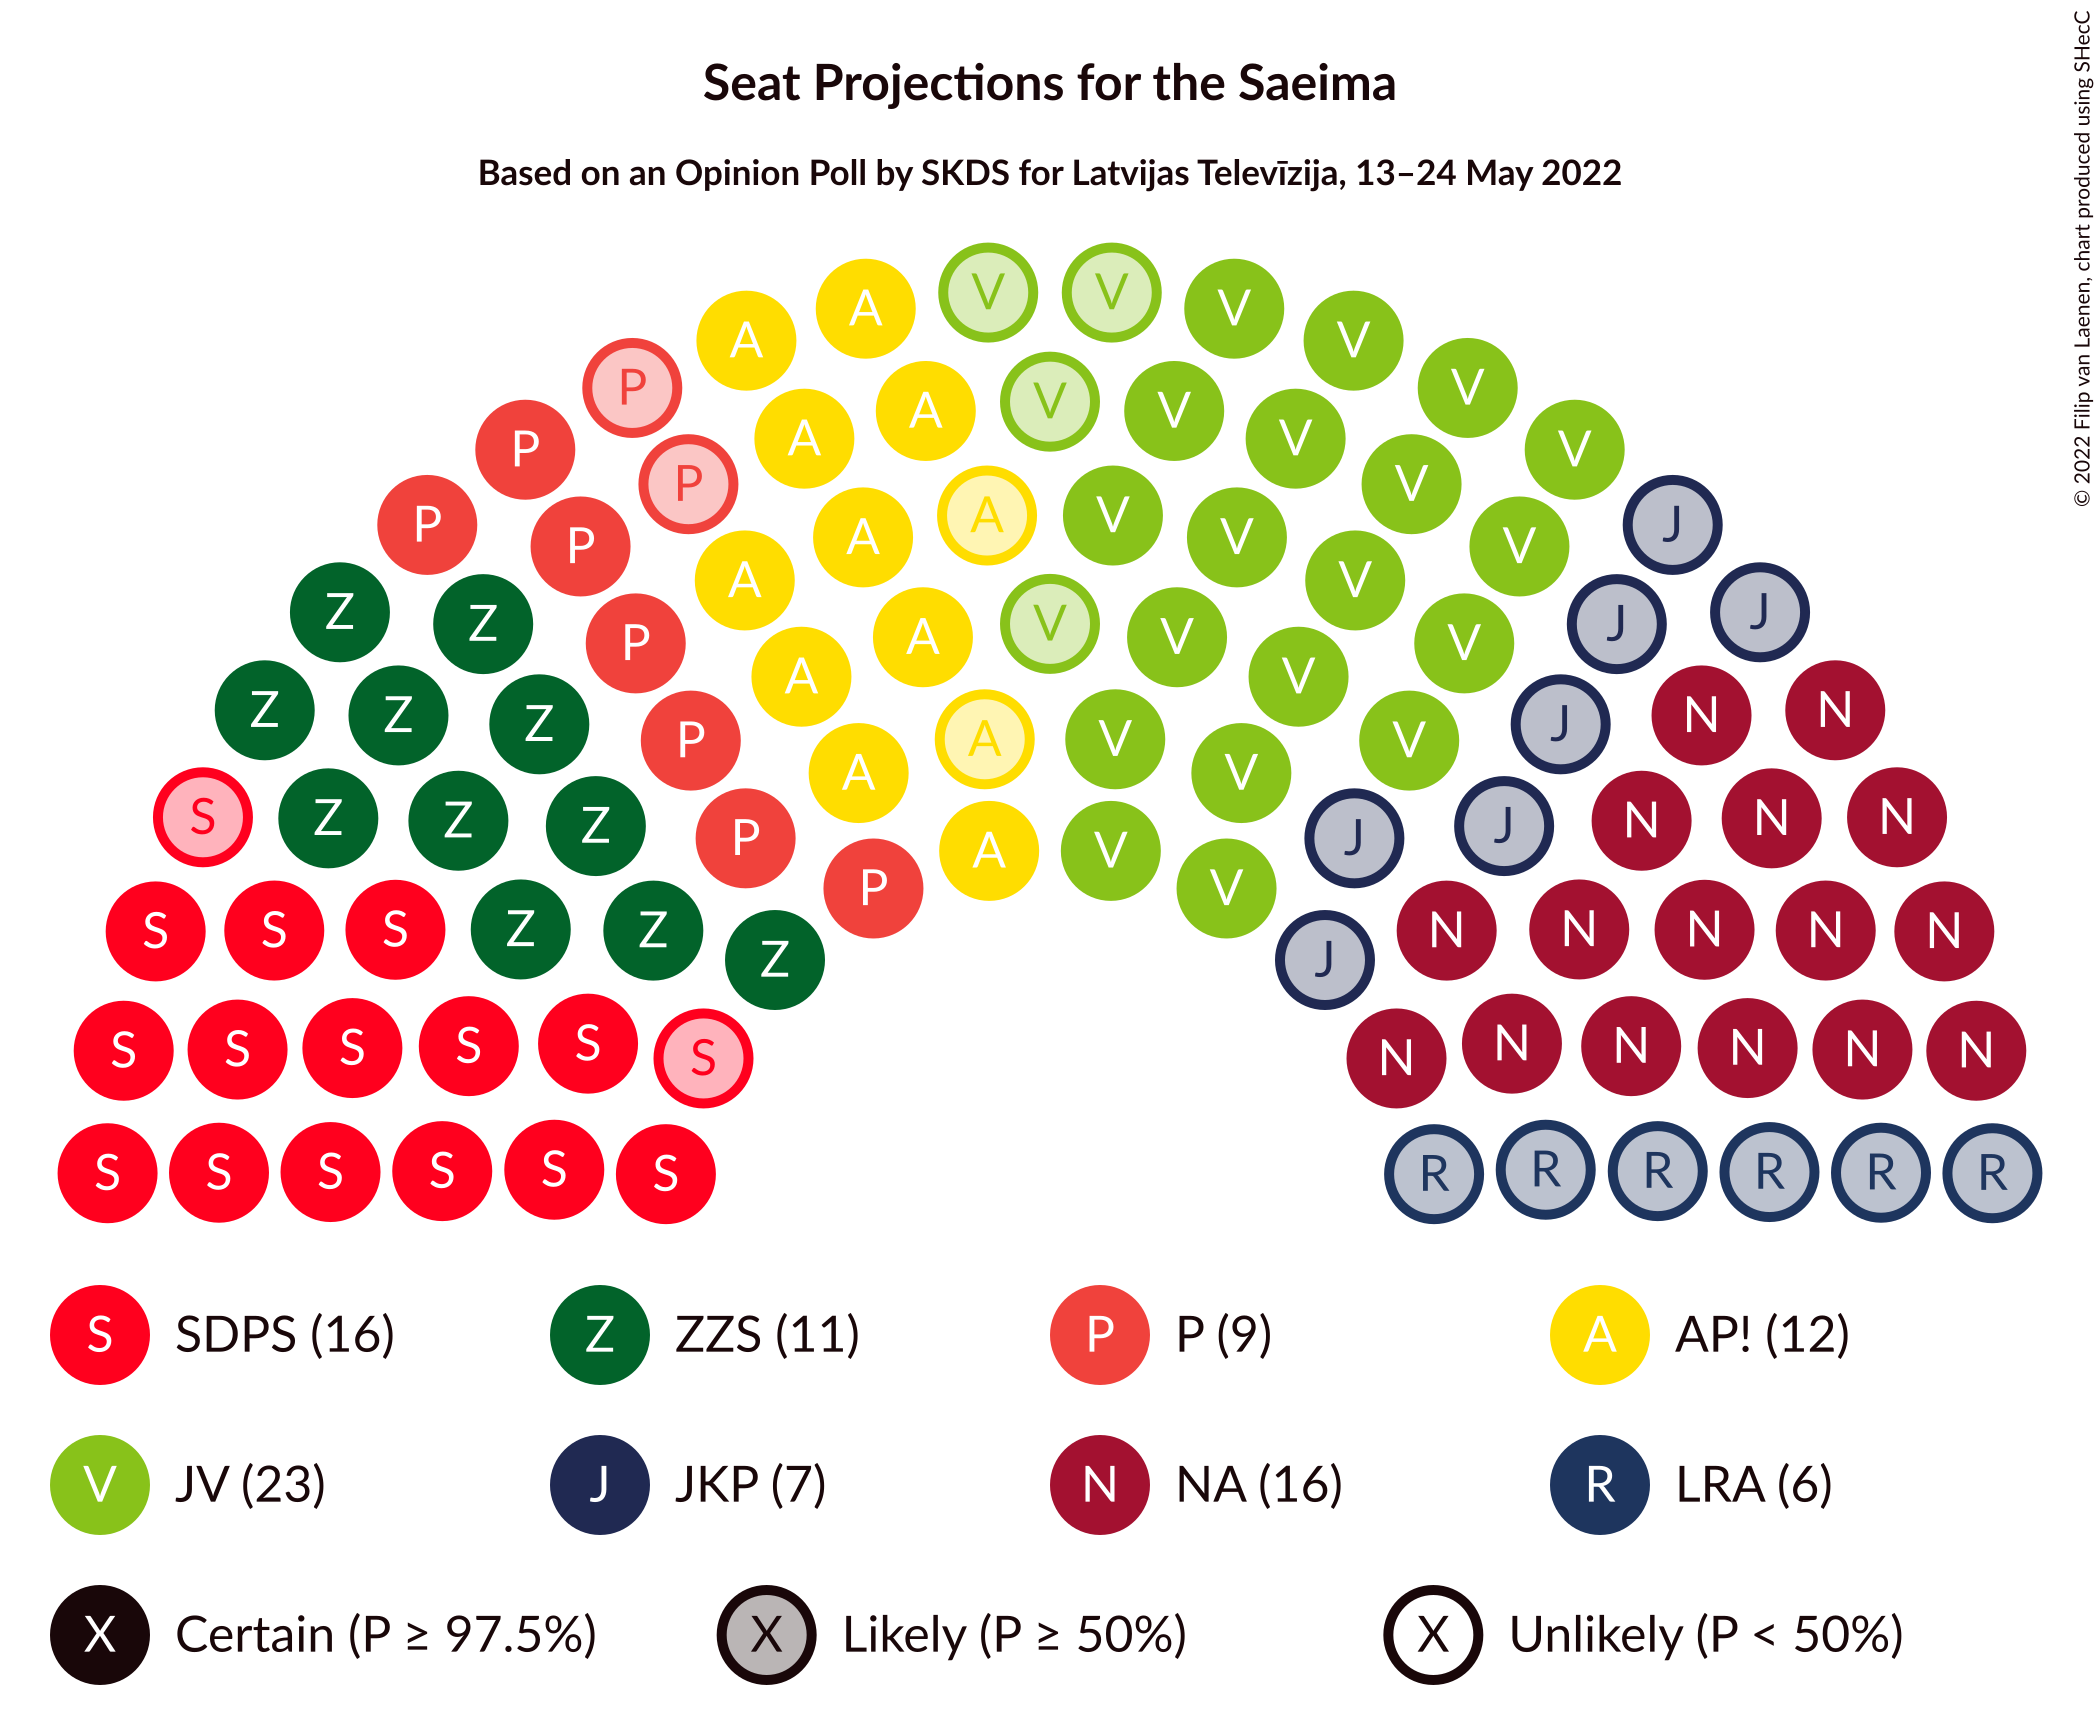 Seat Projections for the Saeima
Based on an Opinion Poll by SKDS for Latvijas Televīzija, 13–24 May 2022
© 2022 Filip van Laenen, chart produced using SHecC
V V
A V
A V
P V
V
A V
A V
P V
P V
A V
P J
A V
P V
A V
Z J
Z V J
A V
P V
A V
Z N
Z N
Z J
P A V V
A V
S Z N N
Z N
Z J
P J
A V
P V
S S S Z Z N N N N N
Z J
S S S S S S N N N N N N
S S S S S S R R R R R R
S SDPS (16) Z ZZS (11) P P (9) A AP! (12)
V JV (23) J JKP (7) N NA (16) R LRA (6)
X Certain (P ≥ 97.5%) X Likely (P ≥ 50%) X Unlikely (P < 50%)